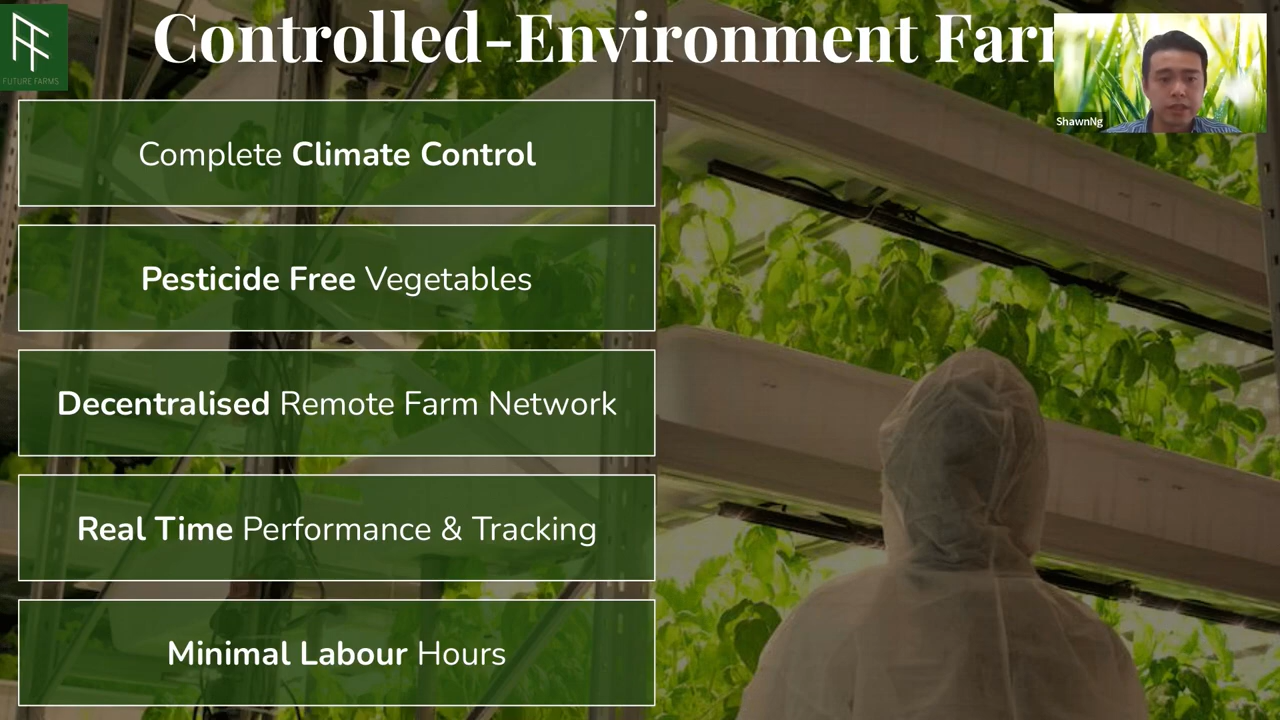 FUTURE FARMS
Controlled-Environment
ShawnNg
Complete Climate Control
Pesticide Free Vegetables
Decentralised Remote Farm Network
Real Time Performance & Tracking
Minimal Labour Hours